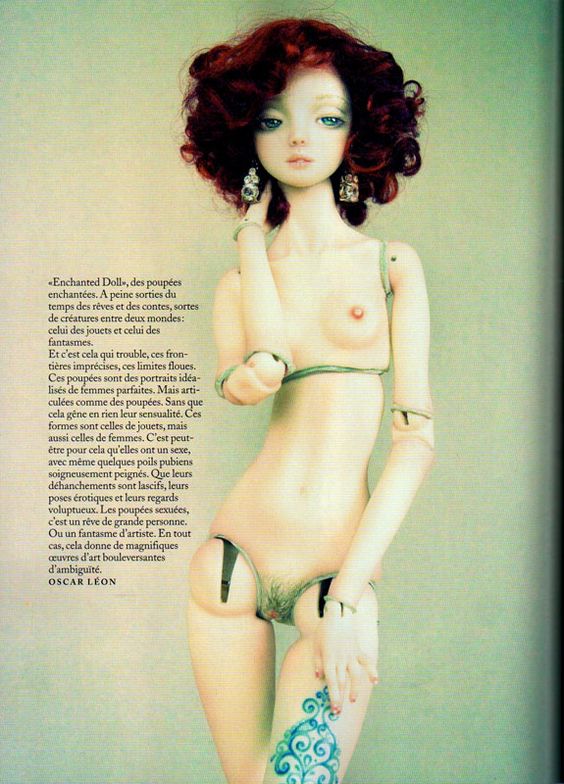 «Enchanted Doll», des poupées
enchantées. A peine sorties du
temps des rêves et des contes, sortes
de créatures entre deux mondes:
celui des jouets et celui des
fantasmes.
Et c'est cela qui trouble, ces fron-
tières imprécises, ces limites floues.
Ces poupées sont des portraits idéa-
lisés de femmes parfaites. Mais arti-
culées comme des poupées. Sans que
cela gêne en rien leur sensualité. Ces
formes sont celles de jouets, mais
aussi celles de femmes. C'est peut-
être pour cela qu'elles ont un sexe,
avec même quelques poils pubiens
soigneusement peignés. Que leurs
déhanchements sont lascifs, leurs
poses érotiques et leurs regards
voluptueux. Les poupées sexuées,
c'est un rêve de grande personne.
Ou un fantasme d'artiste. En tout
cas, cela donne de magnifiques
œuvres d'art bouleversantes
d'ambiguïté.
OSCAR LÉON